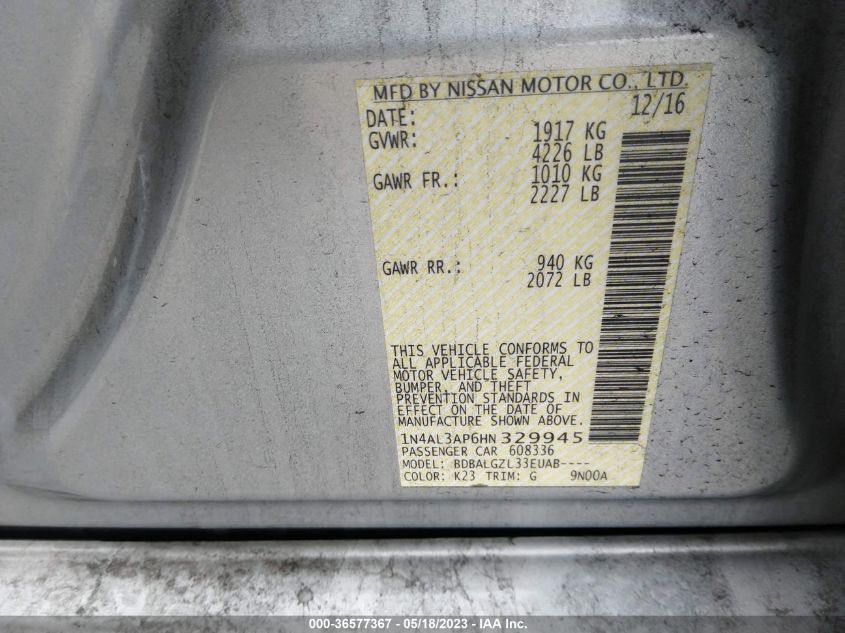 MFD BY NISSAN MOTOR CO., LTD.
DATE: 12/16
GVWR: 1917 KG
4226 LB
GAWR FR.: 1010 KG
2227 LB
GAWR RR.: 940 KG
2072 LB
THIS VEHICLE CONFORMS TO
ALL APPLICABLE FEDERAL
MOTOR VEHICLE SAFETY,
BUMPER, AND THEFT
PREVENTION STANDARDS IN
EFFECT ON THE DATE OF
MANUFACTURE SHOWN ABOVE.
1N4AL3AP6HN 329945
PASSENGER CAR 608336
MODEL: BDBALGZL33EUAB----
COLOR: K23 TRIM: G 9N00A
000-36577367 - 05/18/2023 - IAA Inc.